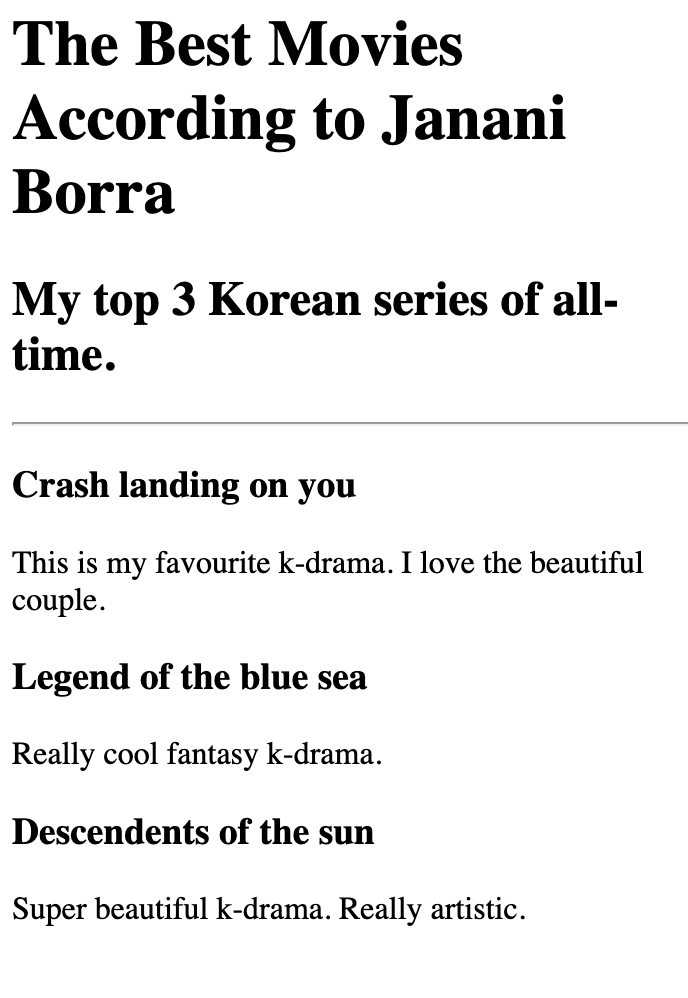 The Best Movies
According to Janani
Borra
My top 3 Korean series of all-
time.
Crash landing on you
This is my favourite k-drama. I love the beautiful
couple.
Legend of the blue sea
Really cool fantasy k-drama.
Descendents of the sun
Super beautiful k-drama. Really artistic.